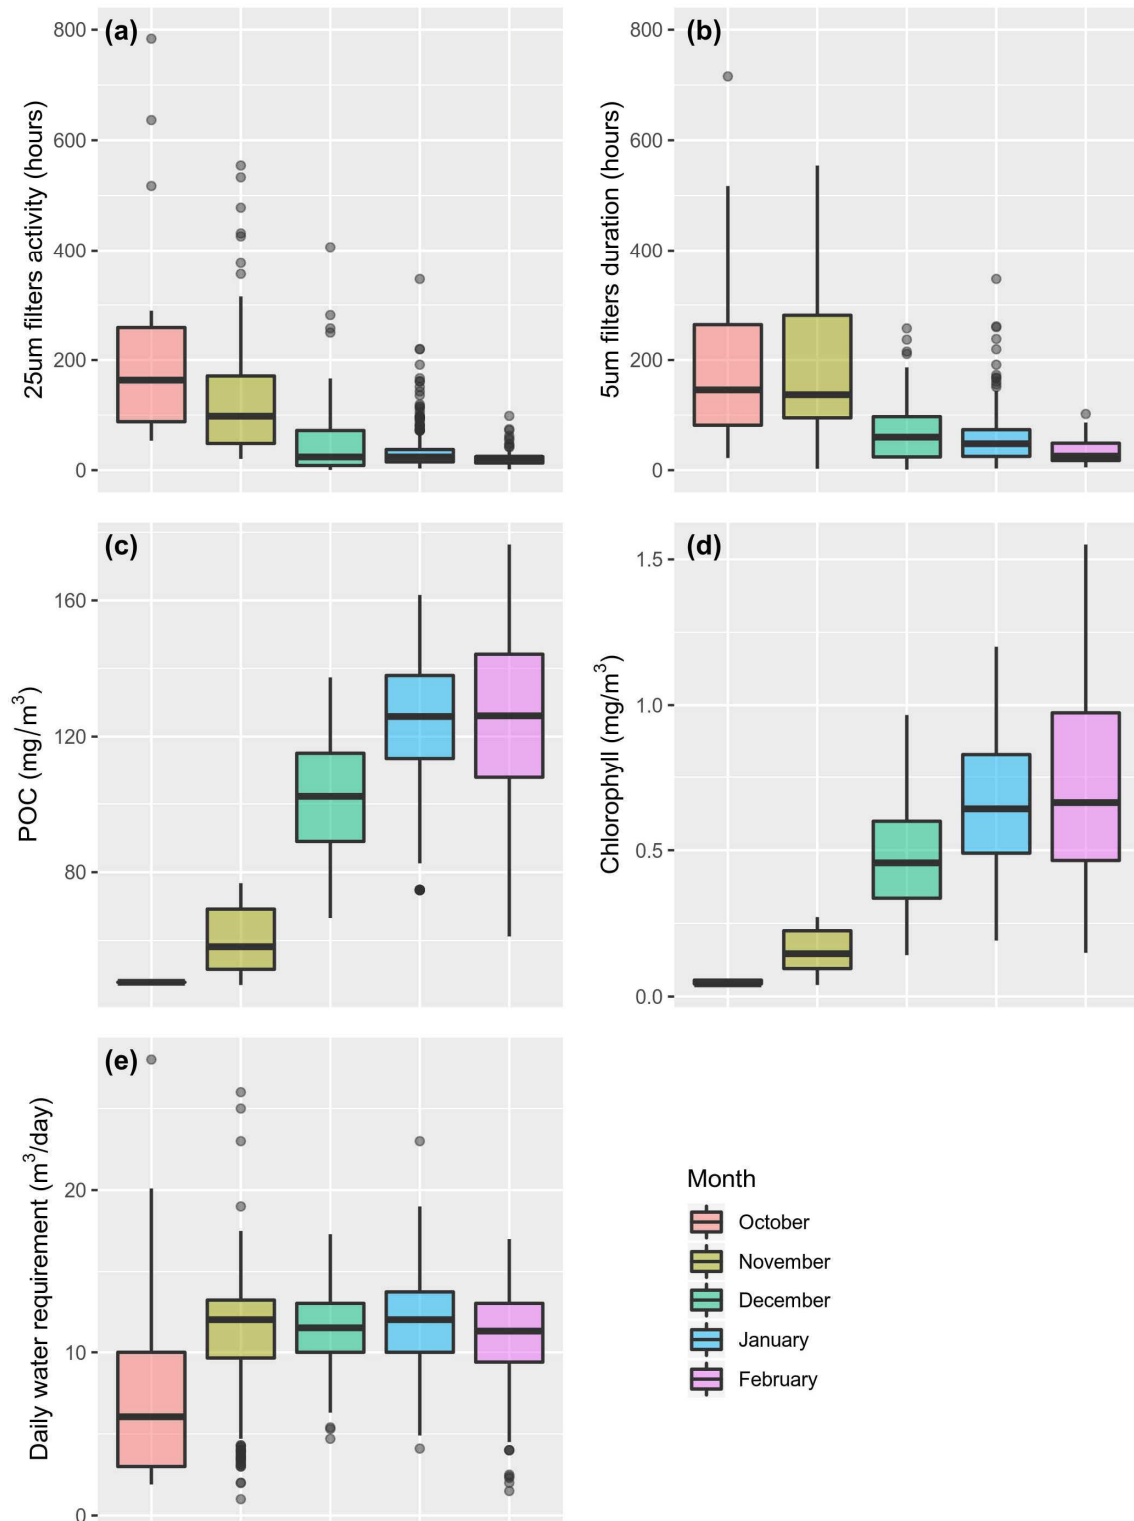 (a)
800
600
400
200
0
25um filters activity (hours)
(b)
800
600
400
200
0
5um filters duration (hours)
(c)
160
120
80
POC (mg/m³)
(d)
1.5
1.0
0.5
0.0
Chlorophyll (mg/m³)
(e)
20
10
0
Daily water requirement (m³/day)
Month
October
November
December
January
February